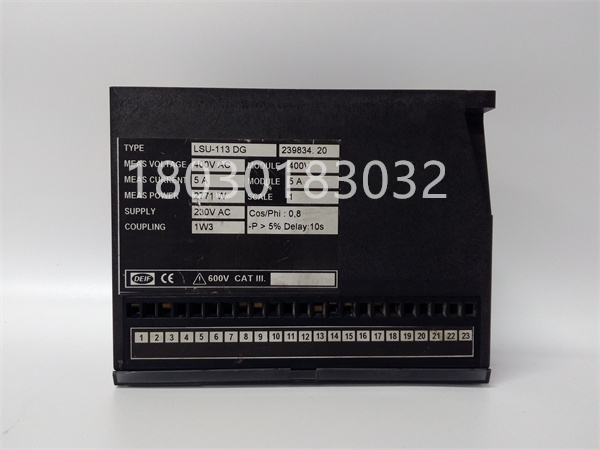 TYPE LSU-113 DG 239834. 20
MEAS VOLTAGE 400V AC MODULE 400V
MEAS CURRENT 5 A MODULE 5 A
MEAS POWER 2771 W SCALE 1
SUPPLY 230V AC Cos/Phi : 0,8
COUPLING 1W3 -P > 5% Delay:10s
18030183032
DEIF CE 600V CAT III.
1 2 3 4 5 6 7 8 9 10 11 12 13 14 15 16 17 18 19 20 21 22 23